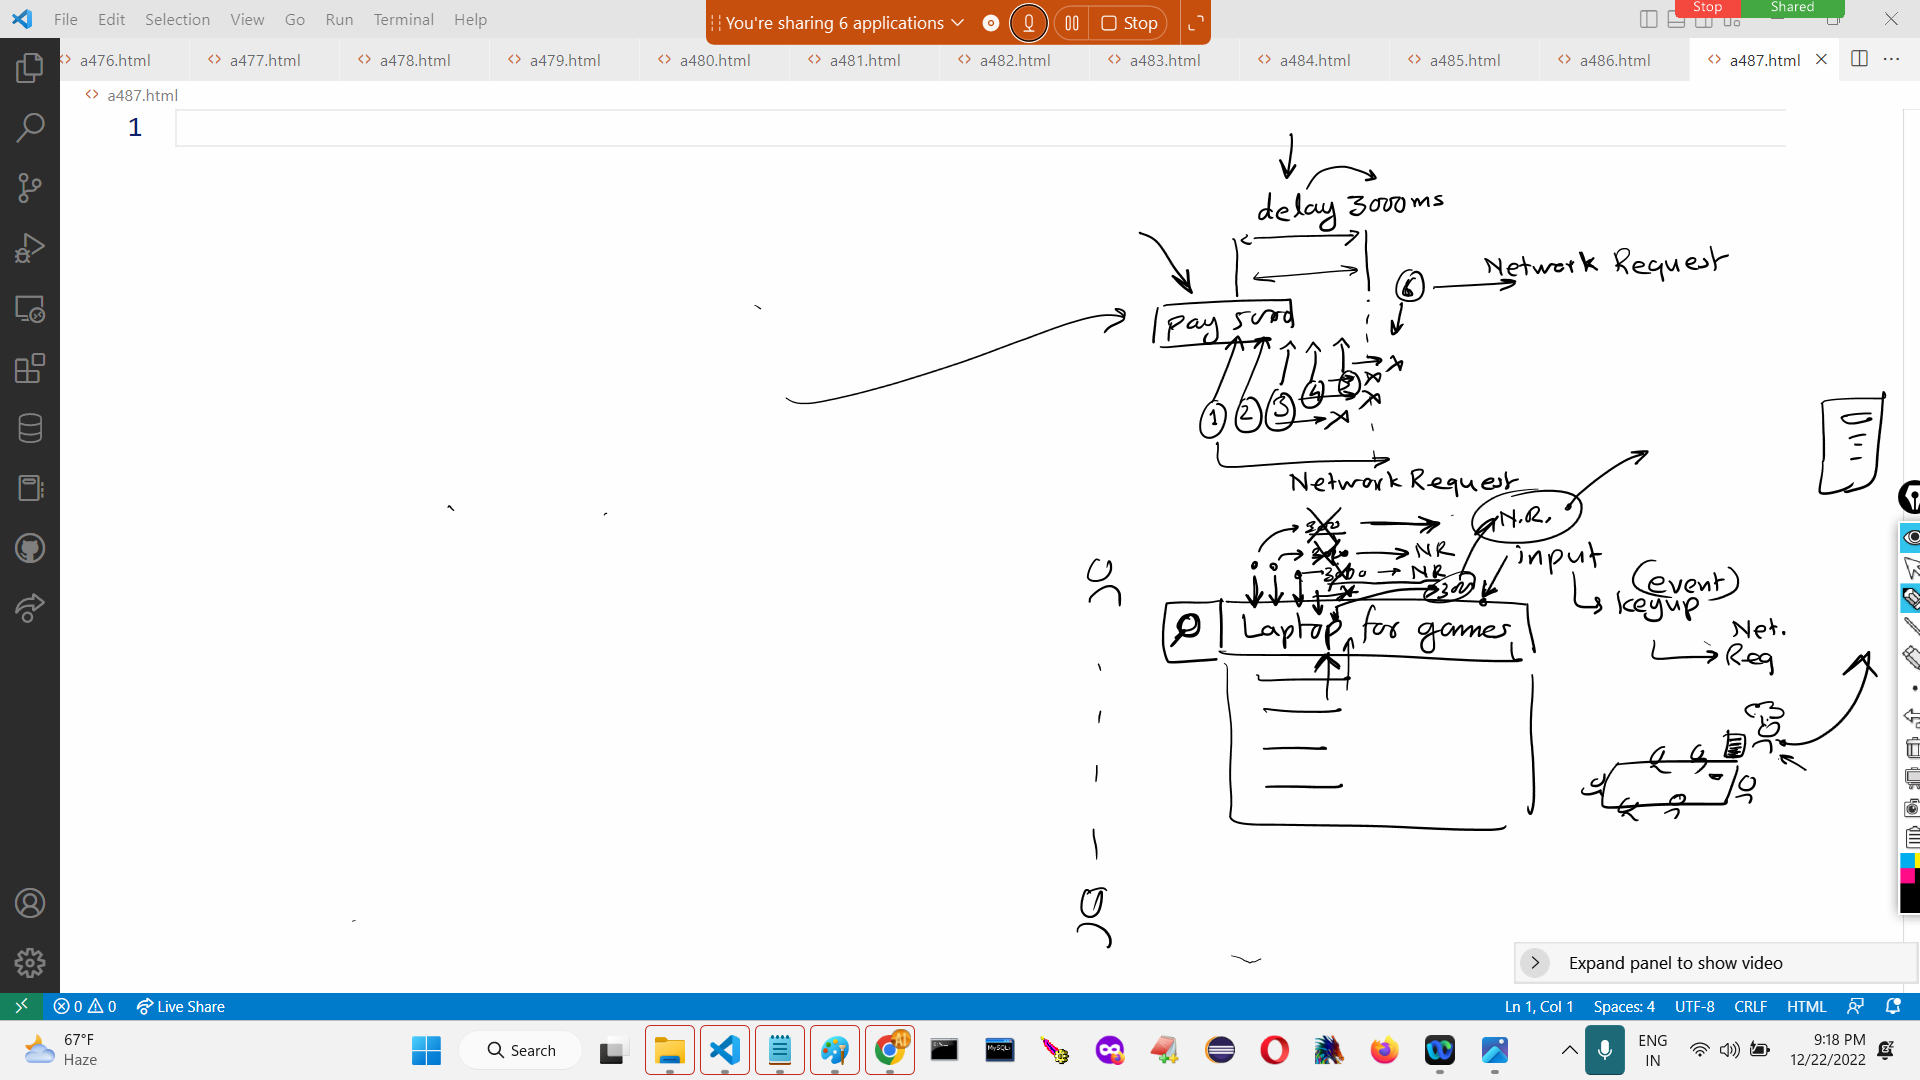 File Edit Selection View Go Run Terminal Help
You're sharing 6 applications
Stop
Stop Shared
a476.html a477.html a478.html a479.html a480.html a481.html a482.html a483.html a484.html a485.html a486.html a487.html
a487.html
1
delay 3000ms
Network Request
6
pay
1 2 3 4 5
Network Request
N.R.
300
NR
NR
input
(event)
keyup
Laptop for games
Net.
Req
Expand panel to show video
0 0 Live Share
Ln 1, Col 1 Spaces: 4 UTF-8 CRLF HTML
67°F
Haze
Search
AI
MySQL
ENG
IN
9:18 PM
12/22/2022